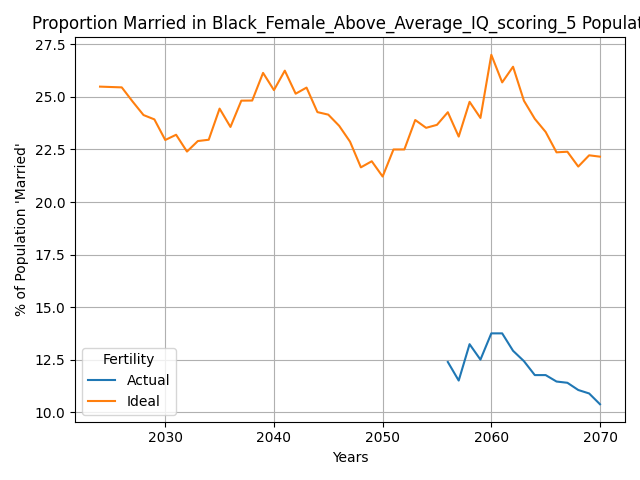 Proportion Married in Black_Female_Above_Average_IQ_scoring_5 Populat
% of Population 'Married'
27.5
25.0
22.5
20.0
17.5
15.0
12.5
10.0
Fertility
Actual
Ideal
2030 2040 2050 2060 2070
Years